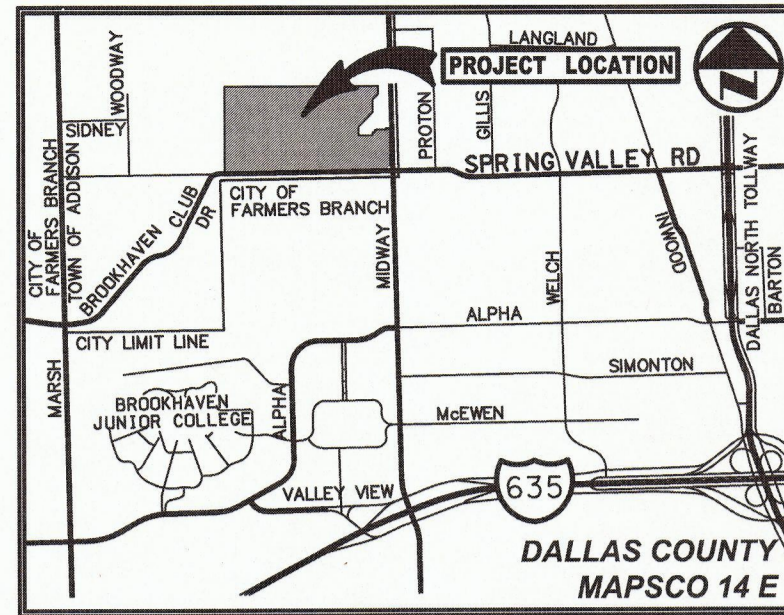 LANGLAND
PROJECT LOCATION
N
WOODWAY
SIDNEY
PROTON
GILLIS
SPRING VALLEY RD
CITY OF
FARMERS BRANCH
TOWN OF ADDISON
CITY OF
FARMERS BRANCH
BROOKHAVEN CLUB
DR
MIDWAY
WELCH
INWOOD
DALLAS NORTH TOLLWAY
BARTON
ALPHA
CITY LIMIT LINE
SIMONTON
MARSH
BROOKHAVEN
JUNIOR COLLEGE
ALPHA
McEWEN
VALLEY VIEW
635
DALLAS COUNTY
MAPSCO 14 E